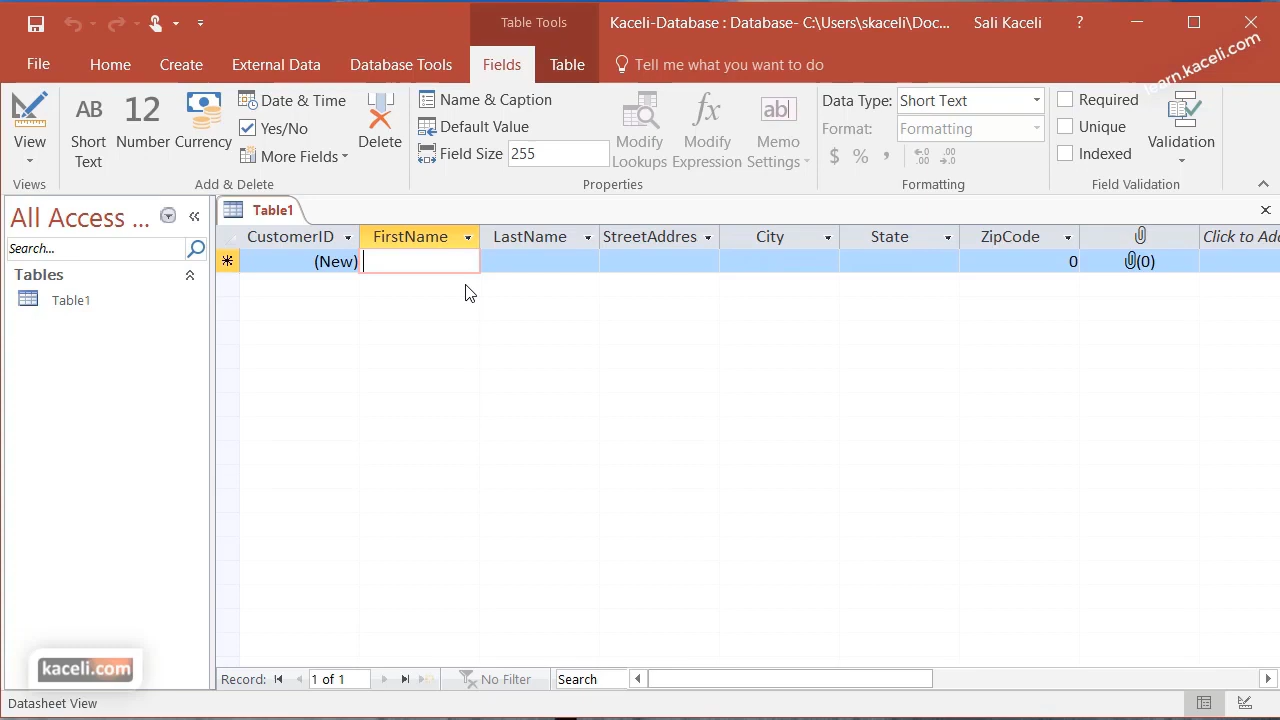 Table Tools
Kaceli-Database : Database- C:\Users\skaceli\Doc...
Sali Kaceli
?
learn.kaceli.com
File
Home
Create
External Data
Database Tools
Fields
Table
Tell me what you want to do
View
Views
AB
Short
Text
12
Number
Currency
Date & Time
Yes/No
More Fields
Delete
Add & Delete
Name & Caption
Default Value
Field Size
255
Modify
Lookups
fx
Modify
Expression
ab|
Memo
Settings
Properties
Data Type:
Short Text
Format:
Formatting
$ % ,
.00
Formatting
Required
Unique
Indexed
Validation
Field Validation
All Access ...
«
Search...
Tables
Table1
Table1
CustomerID
FirstName
LastName
StreetAddres
City
State
ZipCode
Click to Add
(New)
0
(0)
kaceli.com
Record:
1 of 1
No Filter
Search
Datasheet View